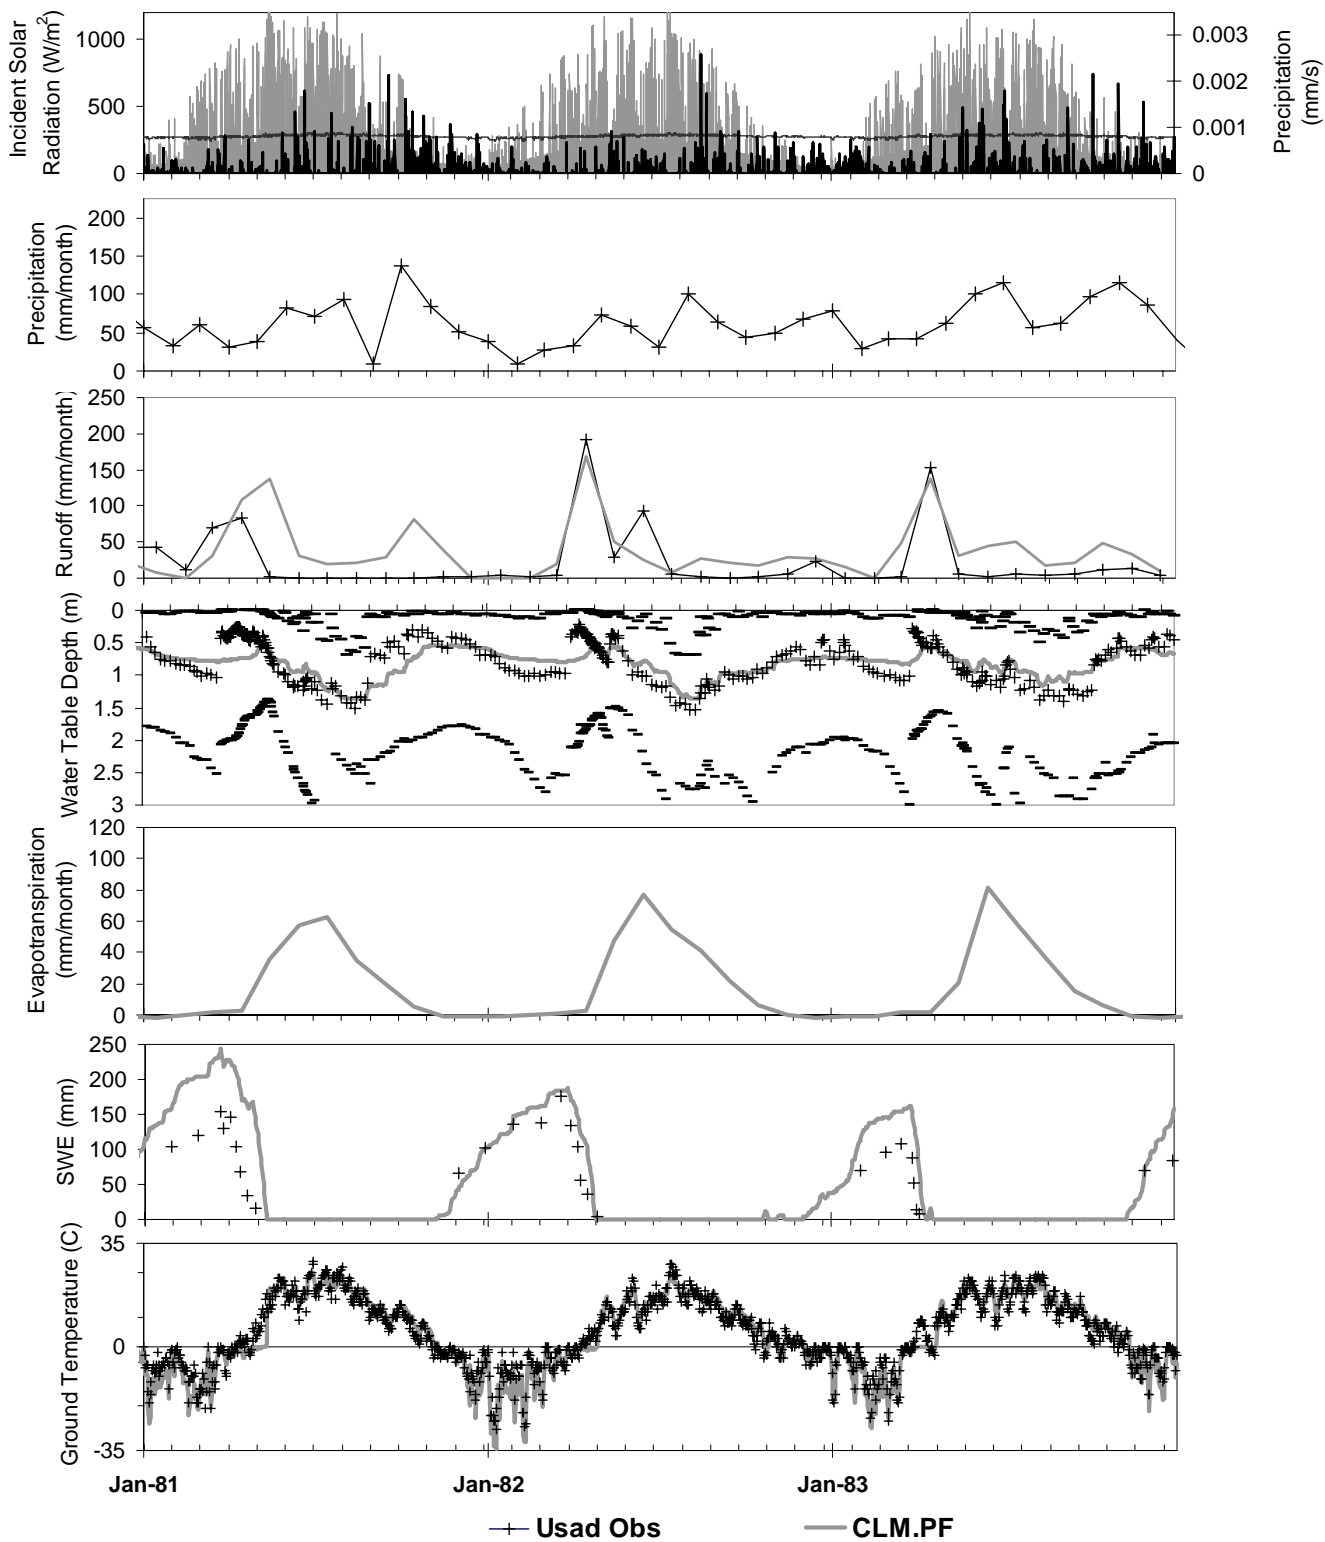 Incident Solar
Radiation (W/m²)
1000
500
0
0.003
0.002
0.001
0
Precipitation
(mm/s)
Precipitation
(mm/month)
200
150
100
50
0
Runoff (mm/month)
250
200
150
100
50
0
Water Table Depth (m)
0
0.5
1
1.5
2
2.5
3
Evapotranspiration
(mm/month)
120
100
80
60
40
20
0
SWE (mm)
250
200
150
100
50
0
Ground Temperature (C)
35
0
-35
Jan-81 Jan-82 Jan-83
Usad Obs CLM.PF